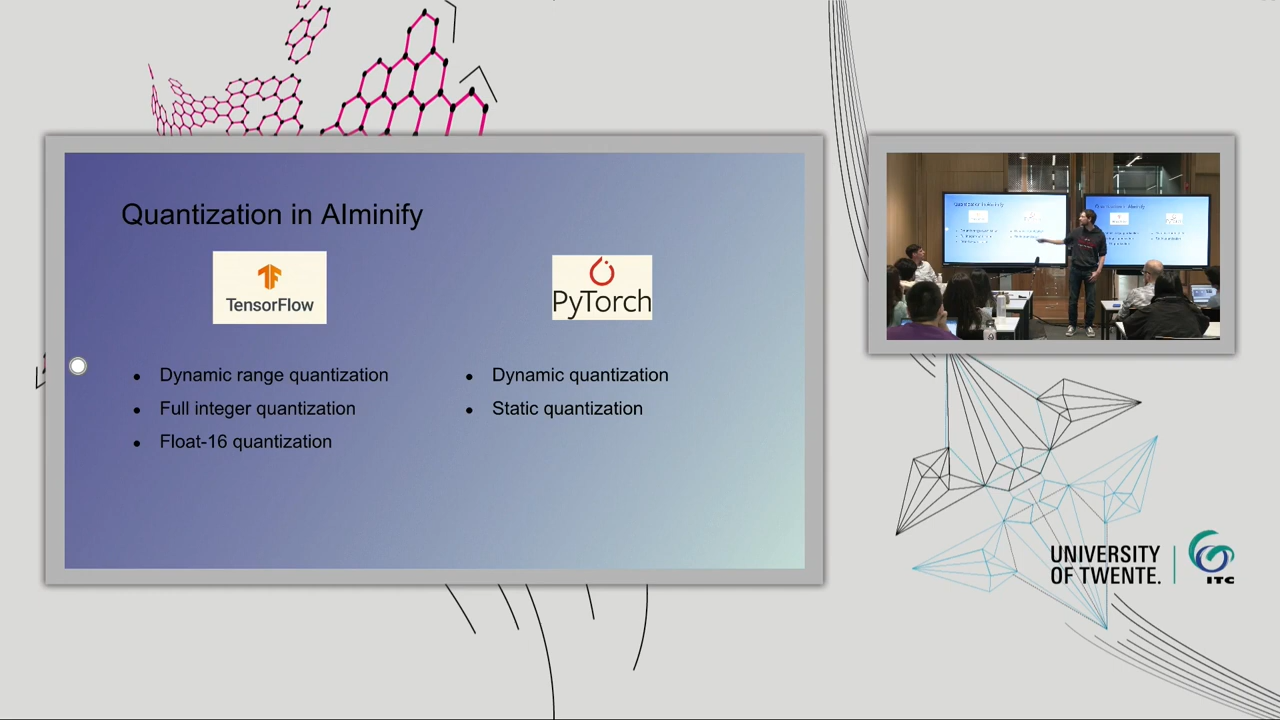 Quantization in AIminify
TensorFlow
PyTorch
• Dynamic range quantization
• Full integer quantization
• Float-16 quantization
• Dynamic quantization
• Static quantization
UNIVERSITY
OF TWENTE.
ITC